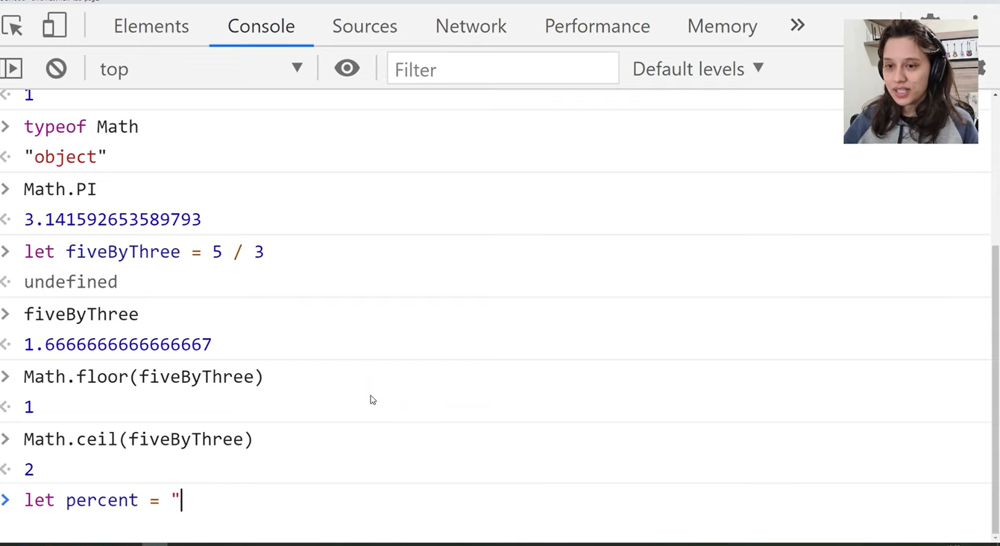 Elements Console Sources Network Performance Memory »
top Filter Default levels
1
typeof Math
"object"
Math.PI
3.141592653589793
let fiveByThree = 5 / 3
undefined
fiveByThree
1.6666666666666667
Math.floor(fiveByThree)
1
Math.ceil(fiveByThree)
2
let percent = "